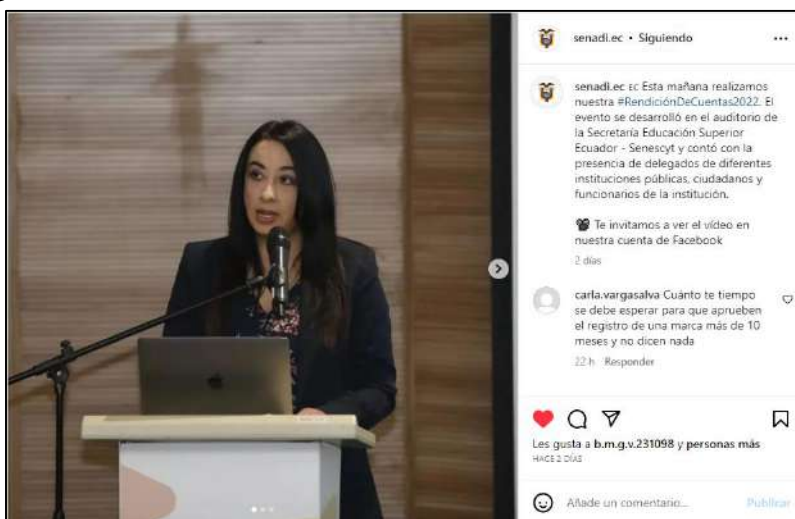 senadi.ec • Siguiendo
senadi.ec EC Esta mañana realizamos
nuestra #RendiciónDeCuentas2022. El
evento se desarrolló en el auditorio de
la Secretaría Educación Superior
Ecuador - Senescyt y contó con la
presencia de delegados de diferentes
instituciones públicas, ciudadanos y
funcionarios de la institución.
Te invitamos a ver el vídeo en
nuestra cuenta de Facebook
2 días
carla.vargasalva Cuánto te tiempo
se debe esperar para que aprueben
el registro de una marca más de 10
meses y no dicen nada
22 h Responder
Les gusta a b.m.g.v.231098 y personas más
HACE 2 DÍAS
Añade un comentario... Publicar